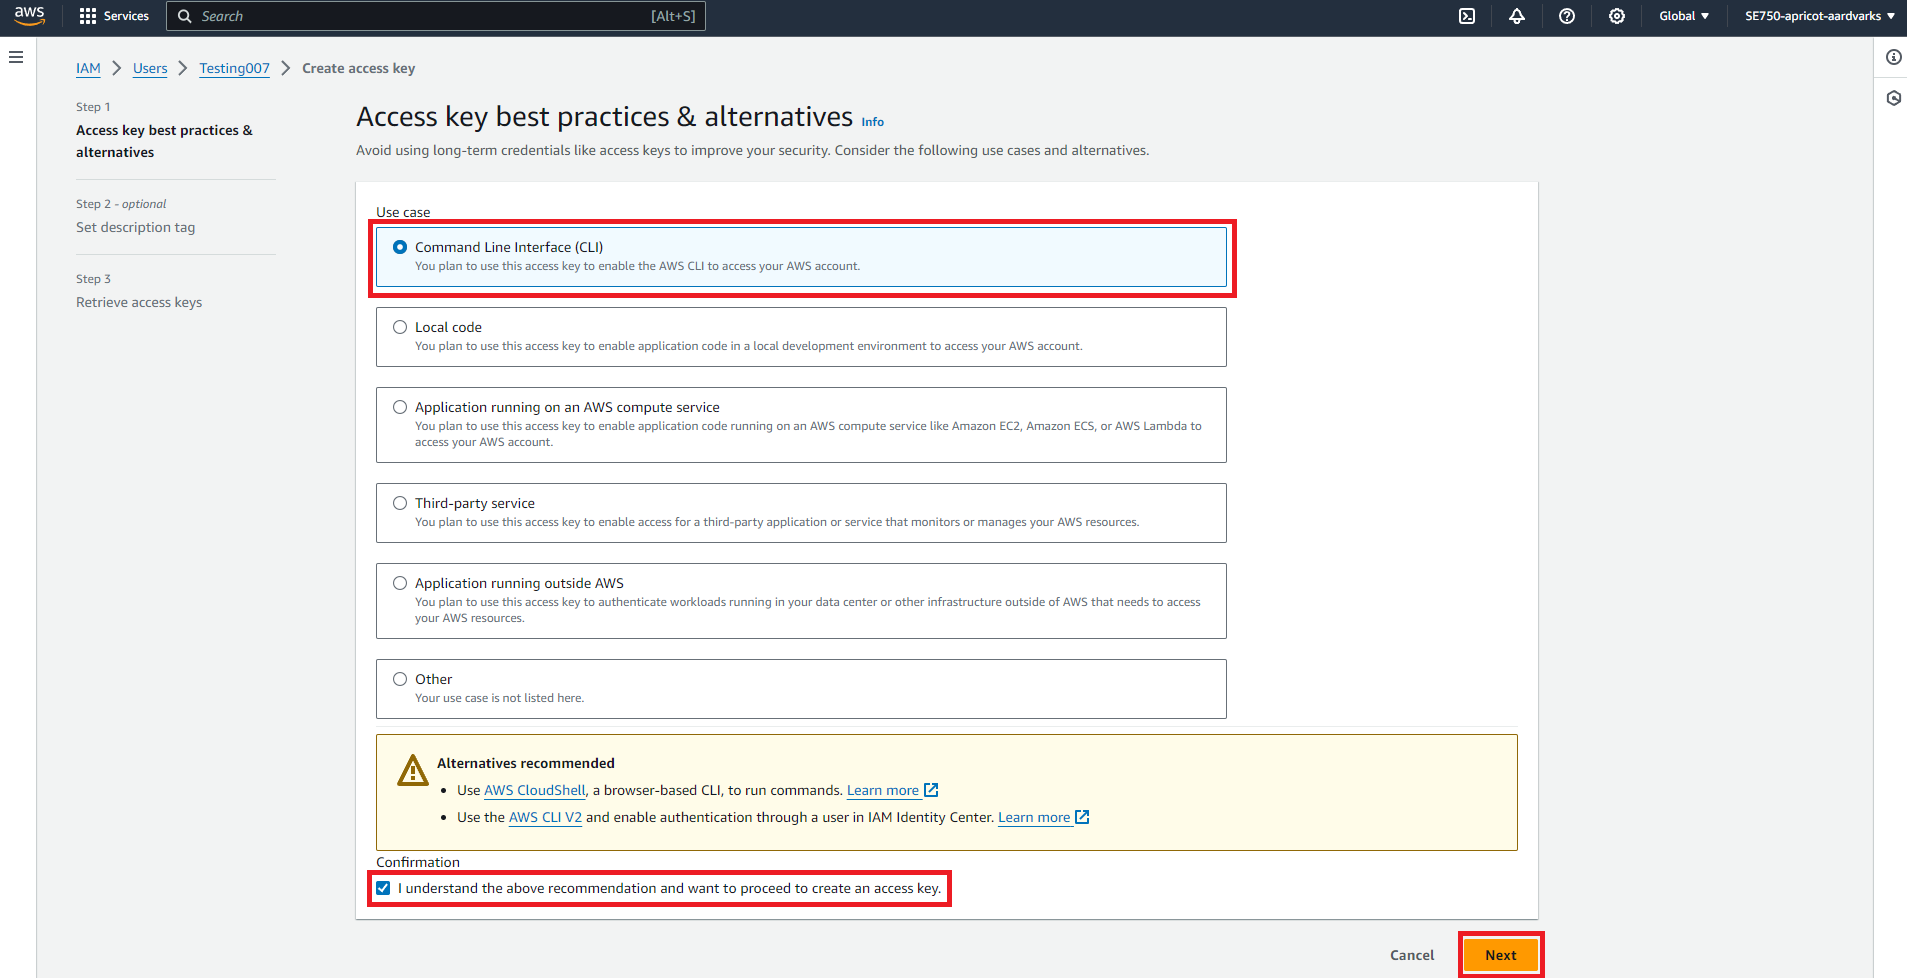 aws
Services
Search
[Alt+S]
Global
SE750-apricot-aardvarks
IAM
Users
Testing007
Create access key
Step 1
Access key best practices &
alternatives
Step 2 - optional
Set description tag
Step 3
Retrieve access keys
Access key best practices & alternatives Info
Avoid using long-term credentials like access keys to improve your security. Consider the following use cases and alternatives.
Use case
Command Line Interface (CLI)
You plan to use this access key to enable the AWS CLI to access your AWS account.
Local code
You plan to use this access key to enable application code in a local development environment to access your AWS account.
Application running on an AWS compute service
You plan to use this access key to enable application code running on an AWS compute service like Amazon EC2, Amazon ECS, or AWS Lambda to
access your AWS account.
Third-party service
You plan to use this access key to enable access for a third-party application or service that monitors or manages your AWS resources.
Application running outside AWS
You plan to use this access key to authenticate workloads running in your data center or other infrastructure outside of AWS that needs to access
your AWS resources.
Other
Your use case is not listed here.
Alternatives recommended
• Use AWS CloudShell, a browser-based CLI, to run commands. Learn more
• Use the AWS CLI V2 and enable authentication through a user in IAM Identity Center. Learn more
Confirmation
I understand the above recommendation and want to proceed to create an access key.
Cancel
Next